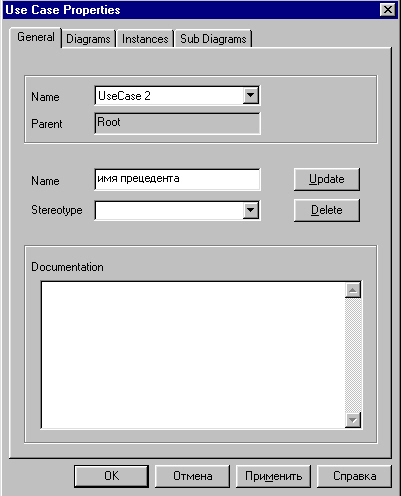 Use Case Properties
General Diagrams Instances Sub Diagrams
Name UseCase 2
Parent Root
Name имя прецедента Update
Stereotype Delete
Documentation
OK Отмена Применить Справка